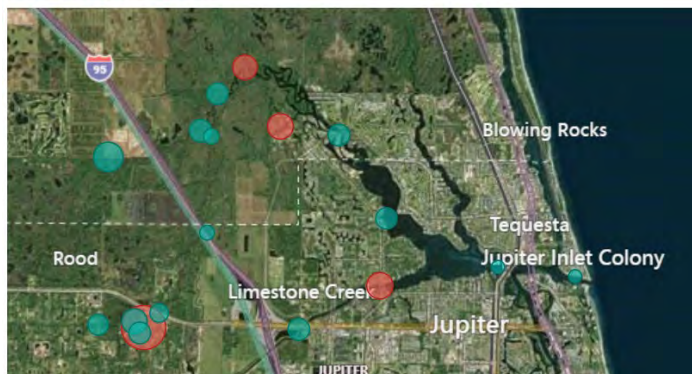 95
Blowing Rocks
Tequesta
Jupiter Inlet Colony
Rood
Limestone Creek
Jupiter
JUPITER